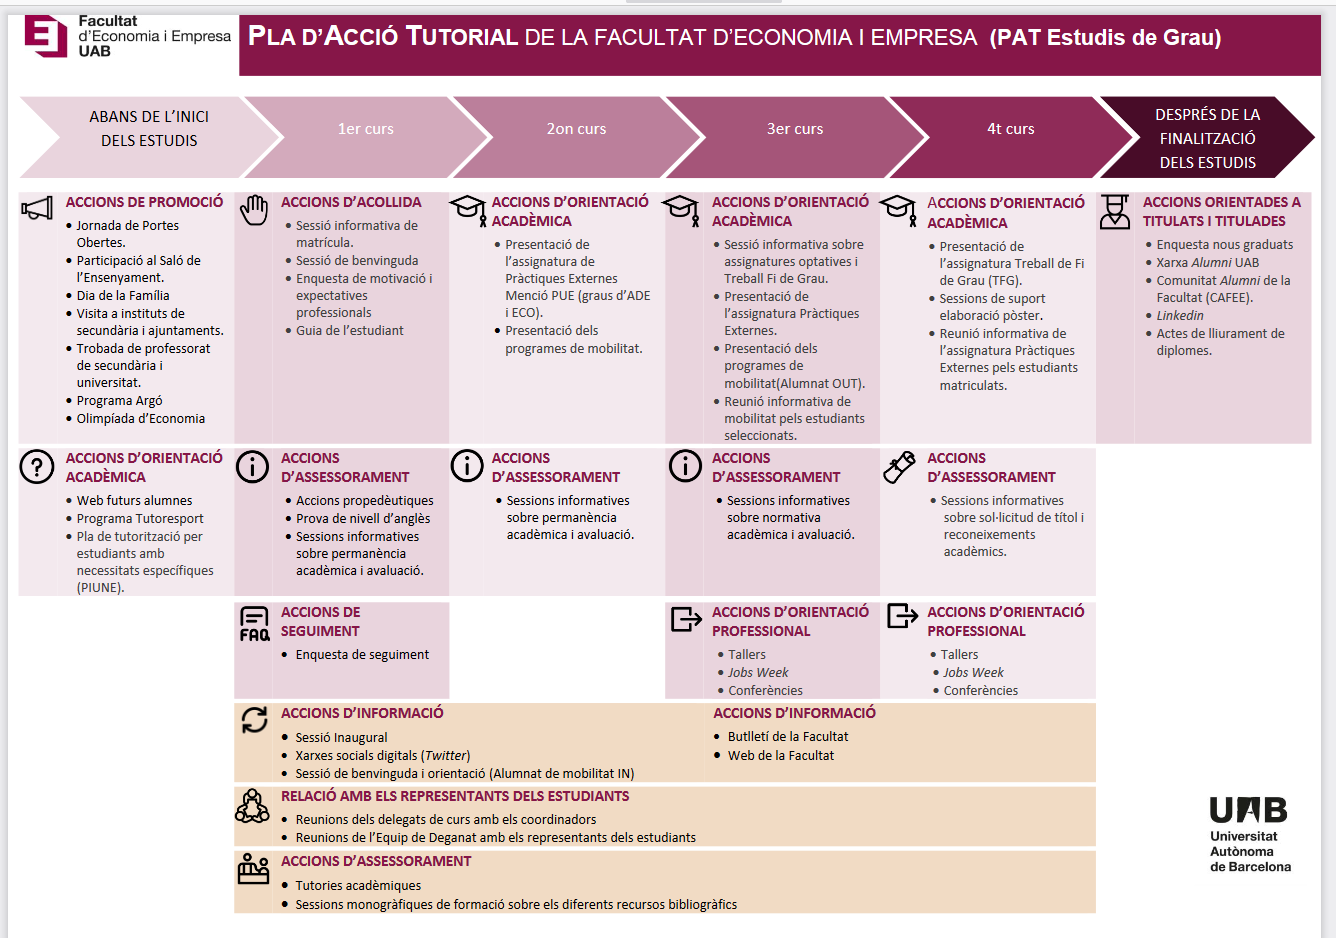 Facultat
d'Economia i Empresa
UAB
PLA D'ACCIÓ TUTORIAL DE LA FACULTAT D'ECONOMIA I EMPRESA (PAT Estudis de Grau)
ABANS DE L'INICI
DELS ESTUDIS
1er curs
2on curs
3er curs
4t curs
DESPRÉS DE LA
FINALITZACIÓ
DELS ESTUDIS
ACCIONS DE PROMOCIÓ
• Jornada de Portes
Obertes.
• Participació al Saló de
l'Ensenyament.
• Dia de la Família
• Visita a instituts de
secundària i ajuntaments.
• Trobada de professorat
de secundària i
universitat.
• Programa Argó
• Olimpíada d'Economia
ACCIONS D'ACOLLIDA
• Sessió informativa de
matrícula.
• Sessió de benvinguda
• Enquesta de motivació i
expectatives
professionals
• Guia de l'estudiant
ACCIONS D'ORIENTACIÓ
ACADÈMICA
• Presentació de
l'assignatura de
Pràctiques Externes
Menció PUE (graus d'ADE
i ECO).
• Presentació dels
programes de mobilitat.
ACCIONS D'ORIENTACIÓ
ACADÈMICA
• Sessió informativa sobre
assignatures optatives i
Treball Fi de Grau.
• Presentació de
l'assignatura Pràctiques
Externes.
• Presentació dels
programes de
mobilitat(Alumnat OUT).
• Reunió informativa de
mobilitat pels estudiants
seleccionats.
ACCIONS D'ORIENTACIÓ
ACADÈMICA
• Presentació de
l'assignatura Treball de Fi
de Grau (TFG).
• Sessions de suport
elaboració pòster.
• Reunió informativa de
l'assignatura Pràctiques
Externes pels estudiants
matriculats.
ACCIONS ORIENTADES A
TITULATS I TITULADES
• Enquesta nous graduats
• Xarxa Alumni UAB
• Comunitat Alumni de la
Facultat (CAFEE).
• Linkedin
• Actes de lliurament de
diplomes.
ACCIONS D'ORIENTACIÓ
ACADÈMICA
• Web futurs alumnes
• Programa Tutoresport
• Pla de tutorització per
estudiants amb
necessitats específiques
(PIUNE).
ACCIONS
D'ASSESSORAMENT
• Accions propedèutiques
• Prova de nivell d'anglès
• Sessions informatives
sobre permanència
acadèmica i avaluació.
ACCIONS
D'ASSESSORAMENT
• Sessions informatives
sobre permanència
acadèmica i avaluació.
ACCIONS
D'ASSESSORAMENT
• Sessions informatives
sobre normativa
acadèmica i avaluació.
ACCIONS
D'ASSESSORAMENT
• Sessions informatives
sobre sol·licitud de títol i
reconeixements
acadèmics.
FAQ
ACCIONS DE
SEGUIMENT
• Enquesta de seguiment
ACCIONS D'ORIENTACIÓ
PROFESSIONAL
• Tallers
• Jobs Week
• Conferències
ACCIONS D'ORIENTACIÓ
PROFESSIONAL
• Tallers
• Jobs Week
• Conferències
ACCIONS D'INFORMACIÓ
• Sessió Inaugural
• Xarxes socials digitals (Twitter)
• Sessió de benvinguda i orientació (Alumnat de mobilitat IN)
ACCIONS D'INFORMACIÓ
• Butlletí de la Facultat
• Web de la Facultat
RELACIÓ AMB ELS REPRESENTANTS DELS ESTUDIANTS
• Reunions dels delegats de curs amb els coordinadors
• Reunions de l'Equip de Deganat amb els representants dels estudiants
ACCIONS D'ASSESSORAMENT
• Tutories acadèmiques
• Sessions monogràfiques de formació sobre els diferents recursos bibliogràfics
UAB
Universitat
Autònoma
de Barcelona